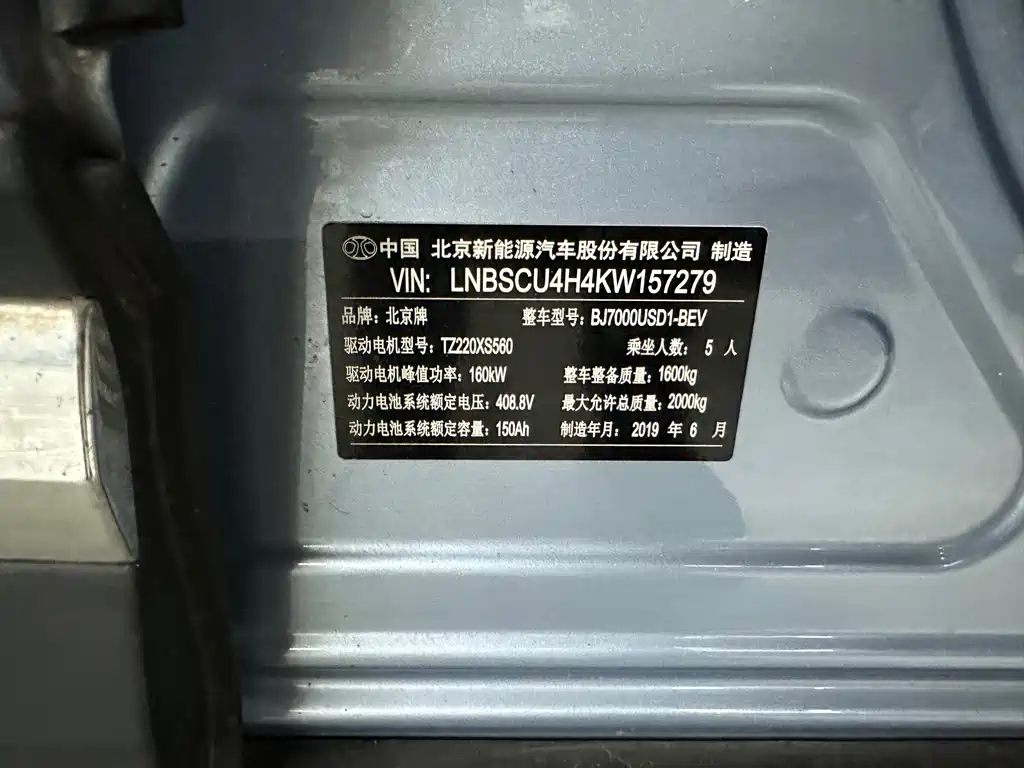 中国 北京新能源汽车股份有限公司 制造
VIN: LNBSCU4H4KW157279
品牌: 北京牌 整车型号: BJ7000USD1-BEV
驱动电机型号: TZ220XS560 乘坐人数: 5 人
驱动电机峰值功率: 160kW 整车整备质量: 1600kg
动力电池系统额定电压: 408.8V 最大允许总质量: 2000kg
动力电池系统额定容量: 150Ah 制造年月: 2019 年 6 月